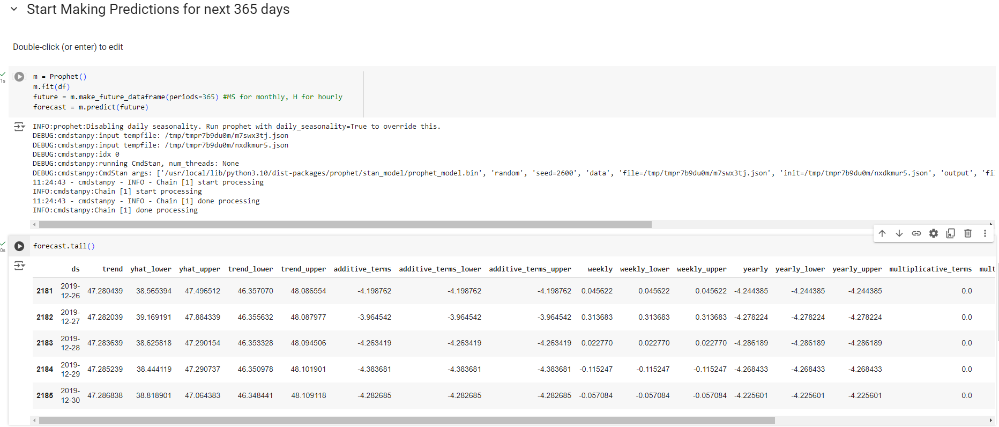 Start Making Predictions for next 365 days
Double-click (or enter) to edit
1s
m = Prophet()
m.fit(df)
future = m.make_future_dataframe(periods=365) #MS for monthly, H for hourly
forecast = m.predict(future)
INFO:prophet:Disabling daily seasonality. Run prophet with daily_seasonality=True to override this.
DEBUG:cmdstanpy:input tempfile: /tmp/tmpr7b9du0m/m7swx3tj.json
DEBUG:cmdstanpy:input tempfile: /tmp/tmpr7b9du0m/nxdkmur5.json
DEBUG:cmdstanpy:idx 0
DEBUG:cmdstanpy:running CmdStan, num_threads: None
DEBUG:cmdstanpy:CmdStan args: ['/usr/local/lib/python3.10/dist-packages/prophet/stan_model/prophet_model.bin', 'random', 'seed=2600', 'data', 'file=/tmp/tmpr7b9du0m/m7swx3tj.json', 'init=/tmp/tmpr7b9du0m/nxdkmur5.json', 'output', 'fi
11:24:43 - cmdstanpy - INFO - Chain [1] start processing
INFO:cmdstanpy:Chain [1] start processing
11:24:43 - cmdstanpy - INFO - Chain [1] done processing
INFO:cmdstanpy:Chain [1] done processing
0s
forecast.tail()
ds trend yhat_lower yhat_upper trend_lower trend_upper additive_terms additive_terms_lower additive_terms_upper weekly weekly_lower weekly_upper yearly yearly_lower yearly_upper multiplicative_terms mult
2181 2019-12-26 47.280439 38.565394 47.496512 46.357070 48.086554 -4.198762 -4.198762 -4.198762 0.045622 0.045622 0.045622 -4.244385 -4.244385 -4.244385 0.0
2182 2019-12-27 47.282039 39.169191 47.884339 46.355632 48.087977 -3.964542 -3.964542 -3.964542 0.313683 0.313683 0.313683 -4.278224 -4.278224 -4.278224 0.0
2183 2019-12-28 47.283639 38.625818 47.290154 46.353328 48.094506 -4.263419 -4.263419 -4.263419 0.022770 0.022770 0.022770 -4.286189 -4.286189 -4.286189 0.0
2184 2019-12-29 47.285239 38.444119 47.290737 46.350978 48.101901 -4.383681 -4.383681 -4.383681 -0.115247 -0.115247 -0.115247 -4.268433 -4.268433 -4.268433 0.0
2185 2019-12-30 47.286838 38.818901 47.064383 46.348441 48.109118 -4.282685 -4.282685 -4.282685 -0.057084 -0.057084 -0.057084 -4.225601 -4.225601 -4.225601 0.0